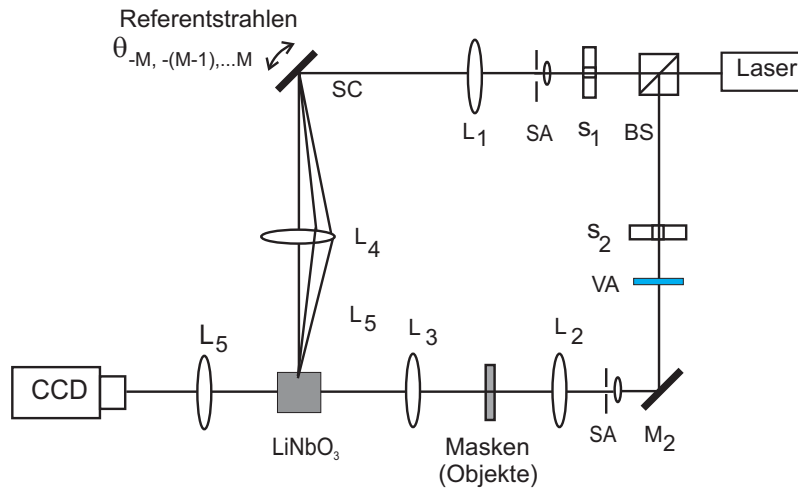 Referentstrahlen
θ-M, -(M-1),...M
SC
L1
SA
S1
BS
Laser
S2
VA
L4
L5
L5
L3
L2
CCD
LiNbO3
Masken
(Objekte)
SA
M2